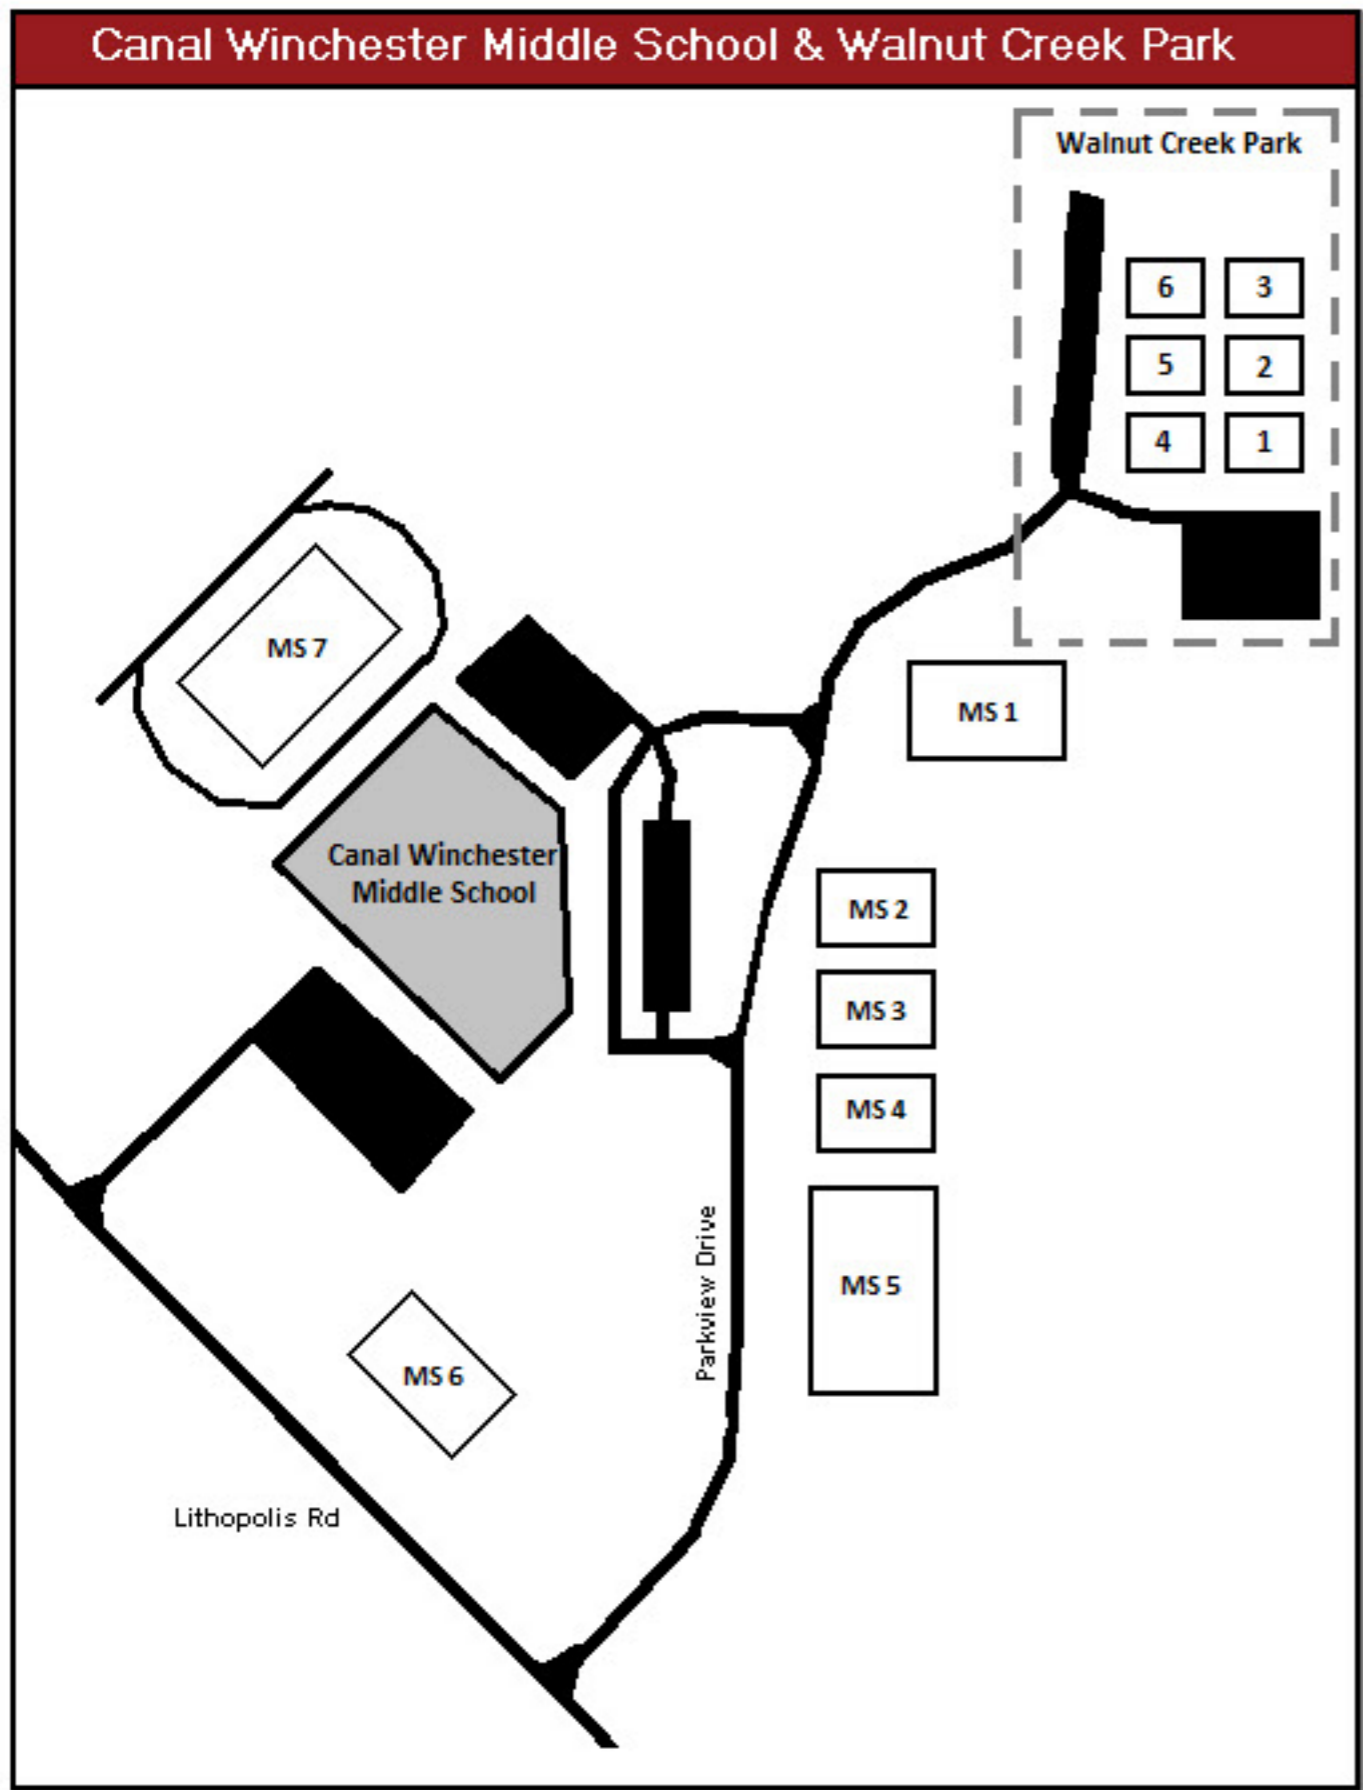 Canal Winchester Middle School & Walnut Creek Park
Walnut Creek Park
6 3
5 2
4 1
MS 7
MS 1
Canal Winchester
Middle School
MS 2
MS 3
MS 4
Parkview Drive
MS 5
MS 6
Lithopolis Rd